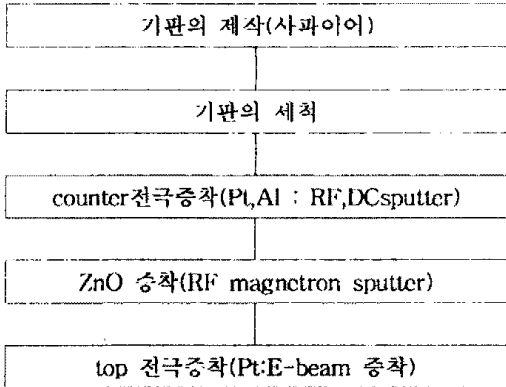 기판의 제작(사파이어)
기판의 세척
counter전극증착(Pt,Al : RF,DCsputter)
ZnO 증착(RF magnetron sputter)
top 전극증착(Pt:E-beam 증착)